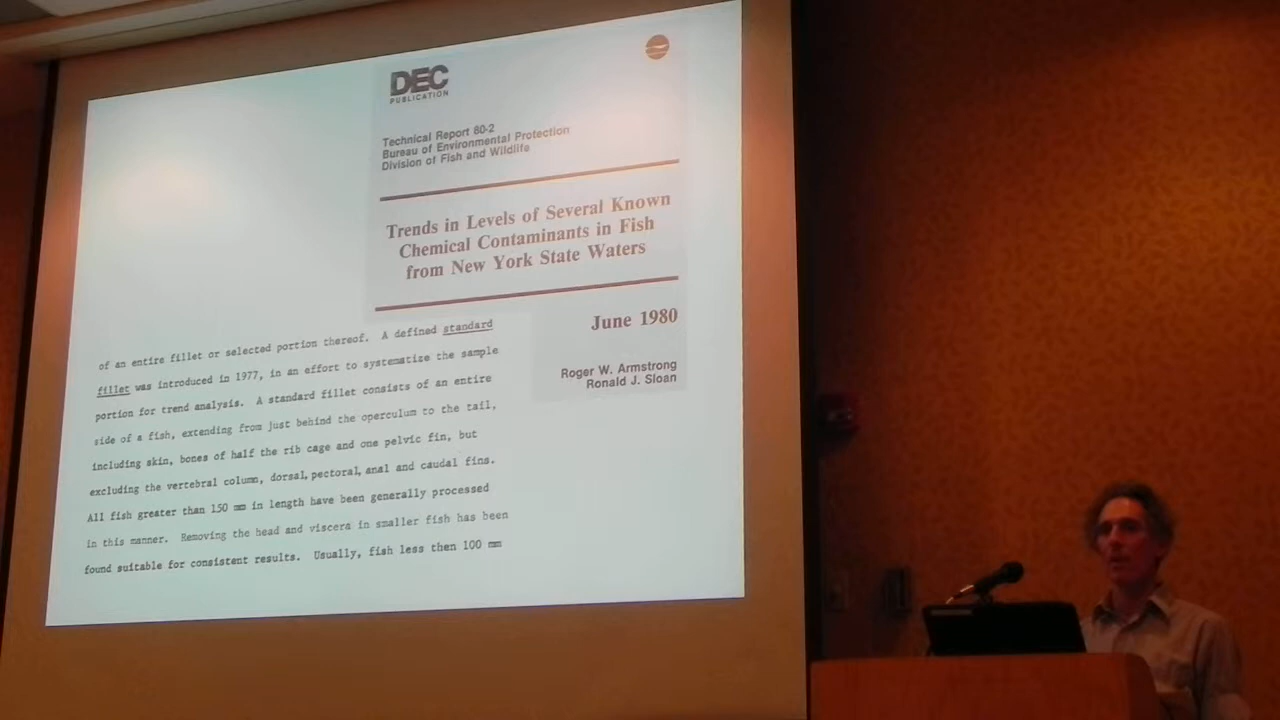 DEC
PUBLICATION
Technical Report 80-2
Bureau of Environmental Protection
Division of Fish and Wildlife
Trends in Levels of Several Known
Chemical Contaminants in Fish
from New York State Waters
June 1980
Roger W. Armstrong
Ronald J. Sloan
of an entire fillet or selected portion thereof. A defined standard
fillet was introduced in 1977, in an effort to systematize the sample
portion for trend analysis. A standard fillet consists of an entire
side of a fish, extending from just behind the operculum to the tail,
including skin, bones of half the rib cage and one pelvic fin, but
excluding the vertebral column, dorsal, pectoral, anal and caudal fins.
All fish greater than 150 mm in length have been generally processed
in this manner. Removing the head and viscera in smaller fish has been
found suitable for consistent results. Usually, fish less then 100 mm